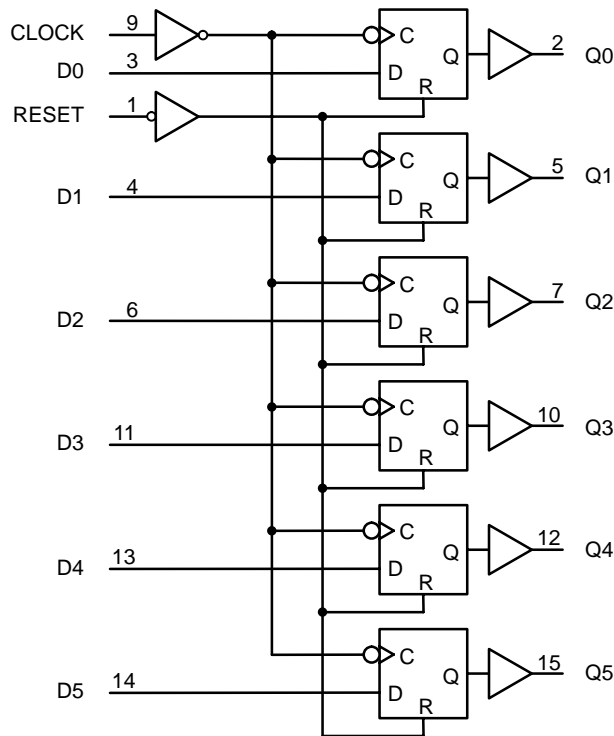 CLOCK 9 C Q 2 Q0
D0 3 D
RESET 1 R
C Q 5 Q1
D1 4 D
R
C Q 7 Q2
D2 6 D
R
C Q 10 Q3
D3 11 D
R
C Q 12 Q4
D4 13 D
R
C Q 15 Q5
D5 14 D
R